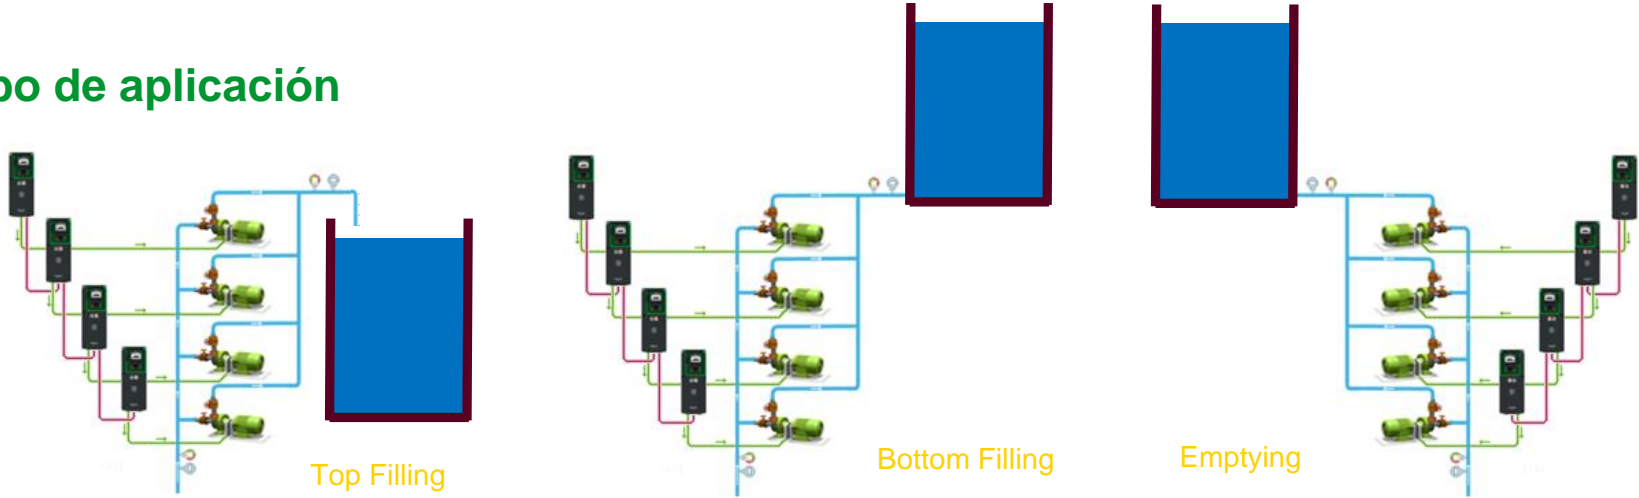 po de aplicación
Top Filling
Bottom Filling
Emptying